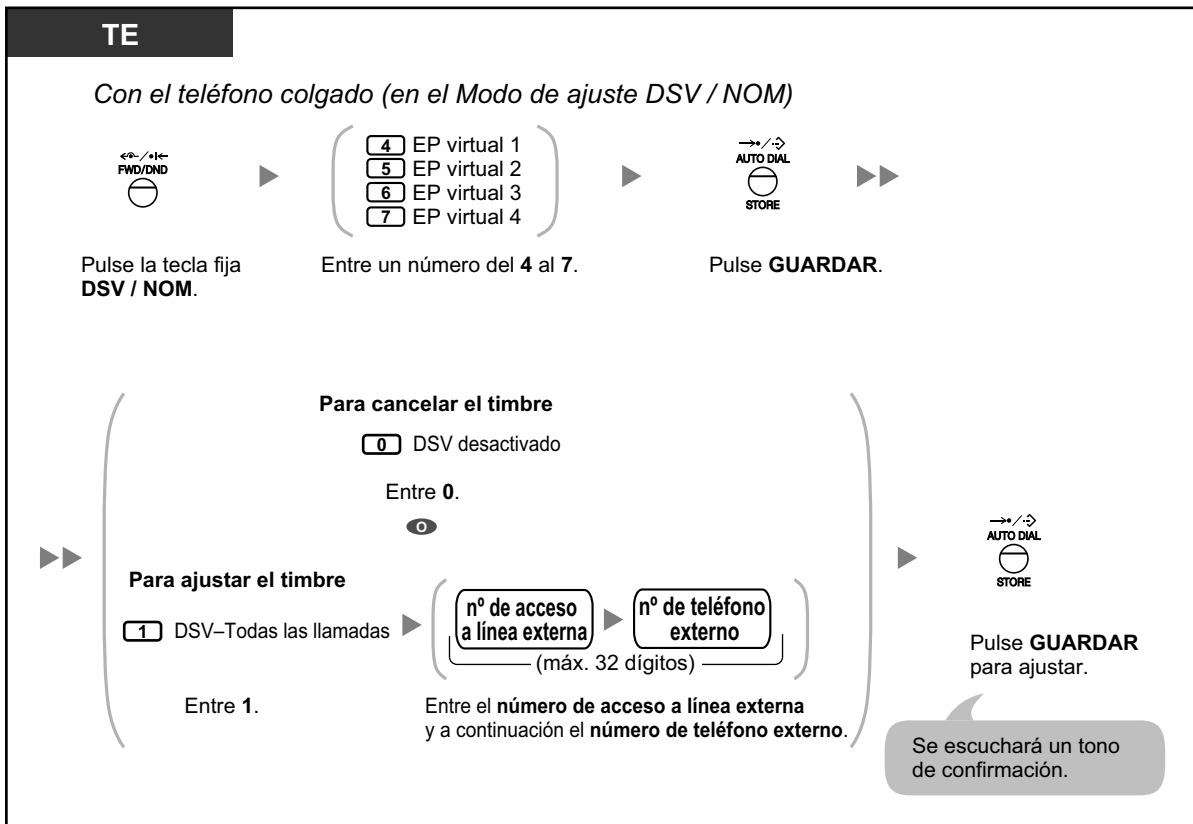 TE
Con el teléfono colgado (en el Modo de ajuste DSV / NOM)
FWD/DND
4 EP virtual 1
5 EP virtual 2
6 EP virtual 3
7 EP virtual 4
AUTO DIAL
STORE
Pulse la tecla fija
DSV / NOM.
Entre un número del 4 al 7.
Pulse GUARDAR.
Para cancelar el timbre
0 DSV desactivado
Entre 0.
O
Para ajustar el timbre
1 DSV–Todas las llamadas
nº de acceso
a línea externa
nº de teléfono
externo
(máx. 32 dígitos)
Entre 1.
Entre el número de acceso a línea externa
y a continuación el número de teléfono externo.
AUTO DIAL
STORE
Pulse GUARDAR
para ajustar.
Se escuchará un tono
de confirmación.